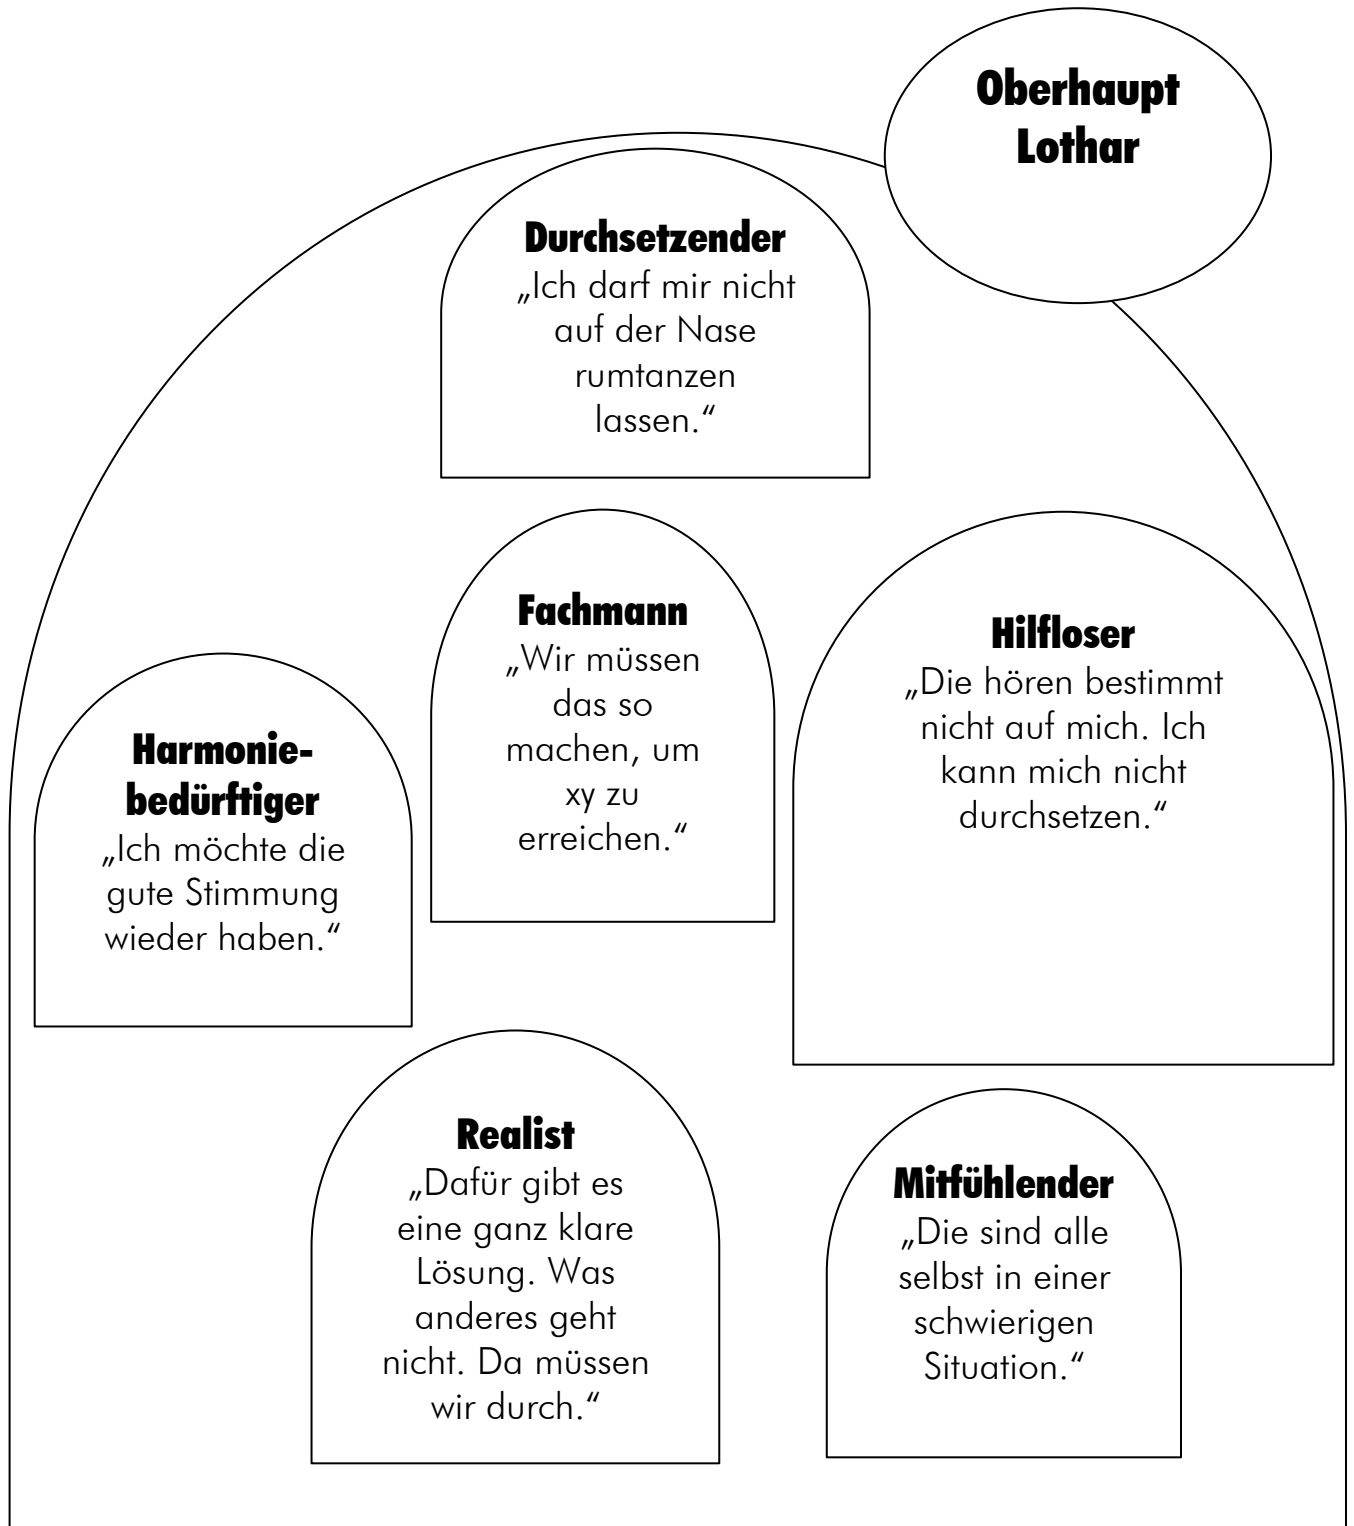 Oberhaupt
Lothar
Durchsetzender
„Ich darf mir nicht
auf der Nase
rumtanzen
lassen.“
Fachmann
„Wir müssen
das so
machen, um
xy zu
erreichen.“
Hilfloser
„Die hören bestimmt
nicht auf mich. Ich
kann mich nicht
durchsetzen.“
Harmonie-
bedürftiger
„Ich möchte die
gute Stimmung
wieder haben.“
Realist
„Dafür gibt es
eine ganz klare
Lösung. Was
anderes geht
nicht. Da müssen
wir durch.“
Mitfühlender
„Die sind alle
selbst in einer
schwierigen
Situation.“